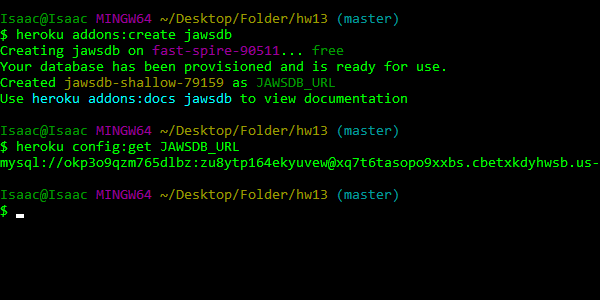 Isaac@Isaac MINGW64 ~/Desktop/Folder/hw13 (master)
$ heroku addons:create jawsdb
Creating jawsdb on fast-spire-90511... free
Your database has been provisioned and is ready for use.
Created jawsdb-shallow-79159 as JAWSDB_URL
Use heroku addons:docs jawsdb to view documentation
Isaac@Isaac MINGW64 ~/Desktop/Folder/hw13 (master)
$ heroku config:get JAWSDB_URL
mysql://okp3o9qzm765dlbz:zu8ytp164ekyuvew@xq7t6tasopo9xxbs.cbetxkdyhwsb.us-
Isaac@Isaac MINGW64 ~/Desktop/Folder/hw13 (master)
$